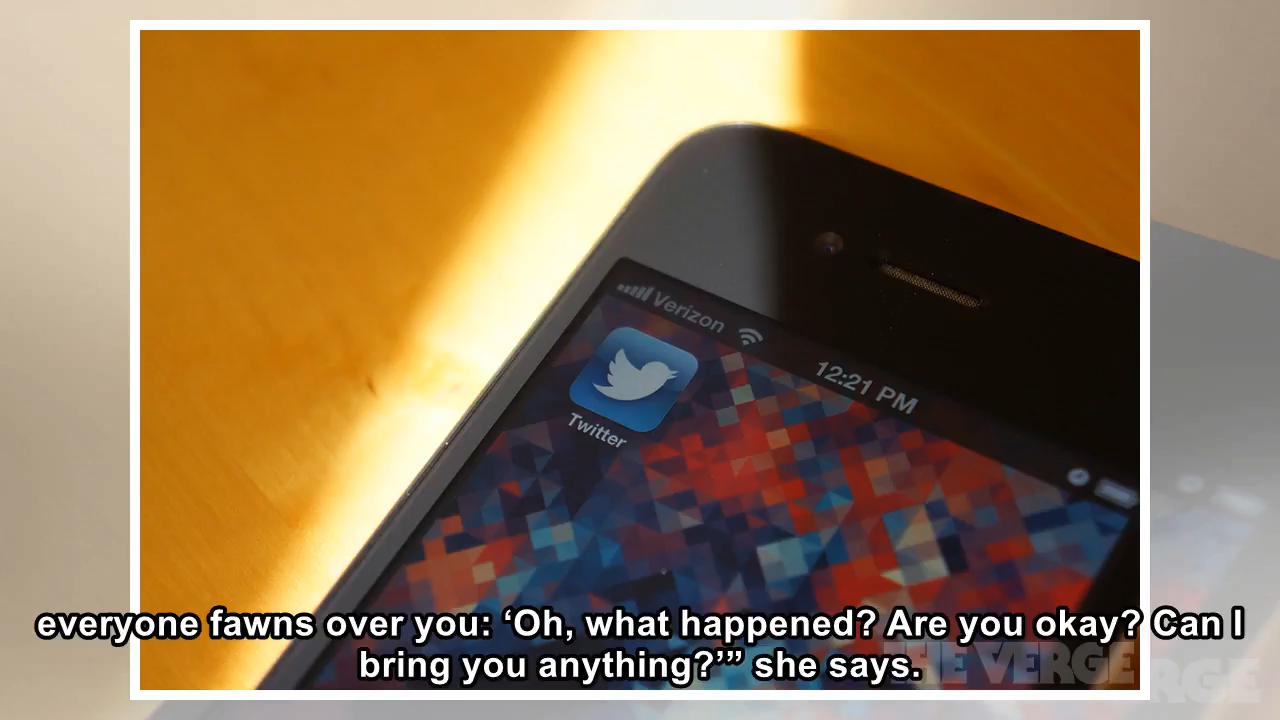 Verizon
12:21 PM
Twitter
everyone fawns over you: ‘Oh, what happened? Are you okay? Can I
bring you anything?’” she says.
THE VERGE
RGE